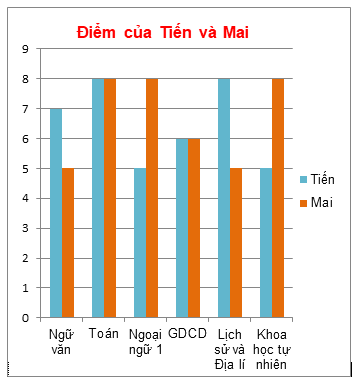 Điểm của Tiến và Mai
9
8
7
6
5
4
3
2
1
0
Ngữ văn
Toán
Ngoại ngữ 1
GDCD
Lịch sử và Địa lí
Khoa học tự nhiên
Tiến
Mai